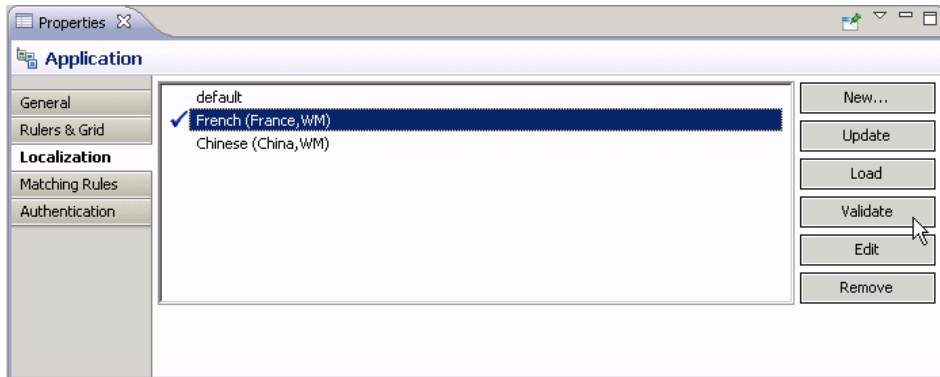 Properties
Application
General
Rulers & Grid
Localization
Matching Rules
Authentication
default
French (France,WM)
Chinese (China,WM)
New...
Update
Load
Validate
Edit
Remove